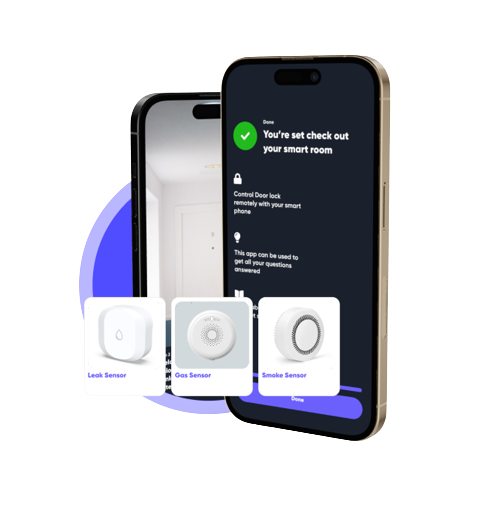 Done
You're set check out
your smart room
Control Door lock
remotely with your smart
phone
This app can be used to
get all your questions
answered
Leak Sensor
Gas Sensor
Smoke Sensor
Done